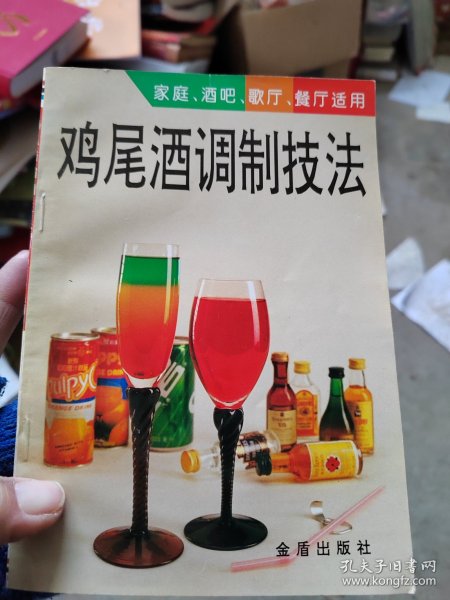 家庭、酒吧、歌厅、餐厅适用
鸡尾酒调制技法
金盾出版社
孔夫子旧书网
www.kongfz.com